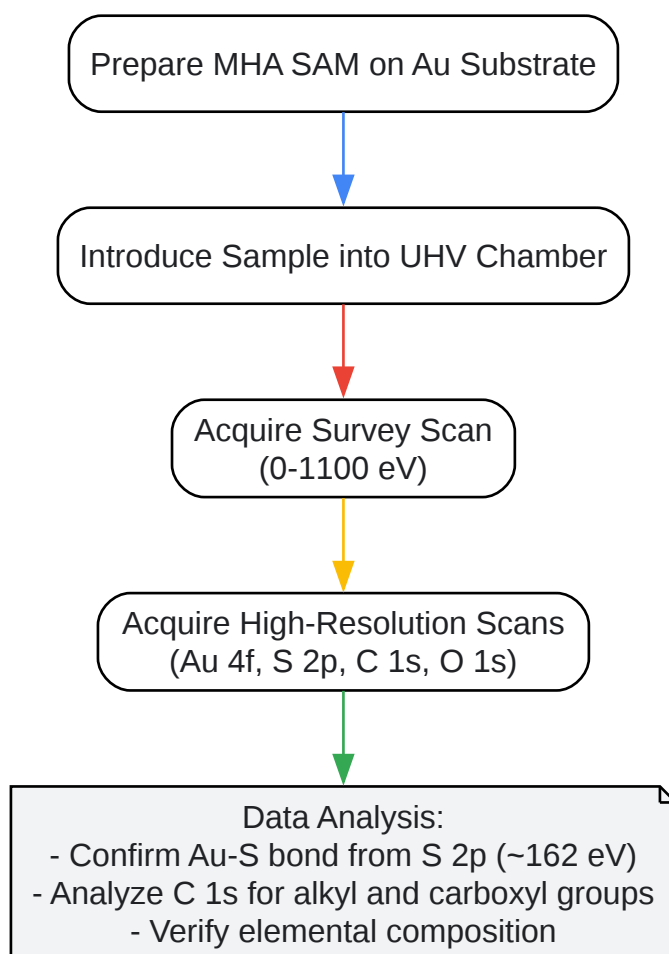 Prepare MHA SAM on Au Substrate
Introduce Sample into UHV Chamber
Acquire Survey Scan
(0-1100 eV)
Acquire High-Resolution Scans
(Au 4f, S 2p, C 1s, O 1s)
Data Analysis:
- Confirm Au-S bond from S 2p (~162 eV)
- Analyze C 1s for alkyl and carboxyl groups
- Verify elemental composition